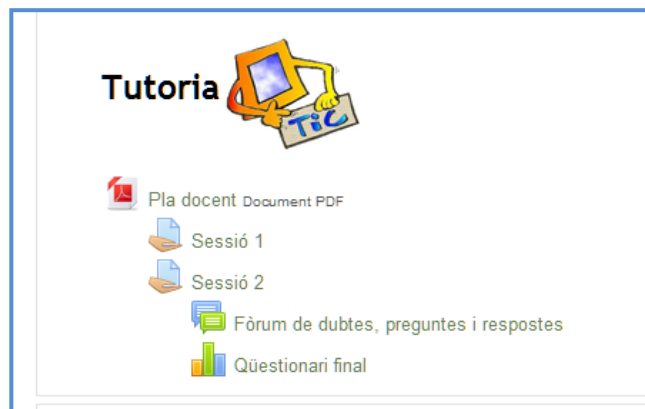 Tutoria
TiC
Pla docent Document PDF
Sessió 1
Sessió 2
Fòrum de dubtes, preguntes i respostes
Qüestionari final